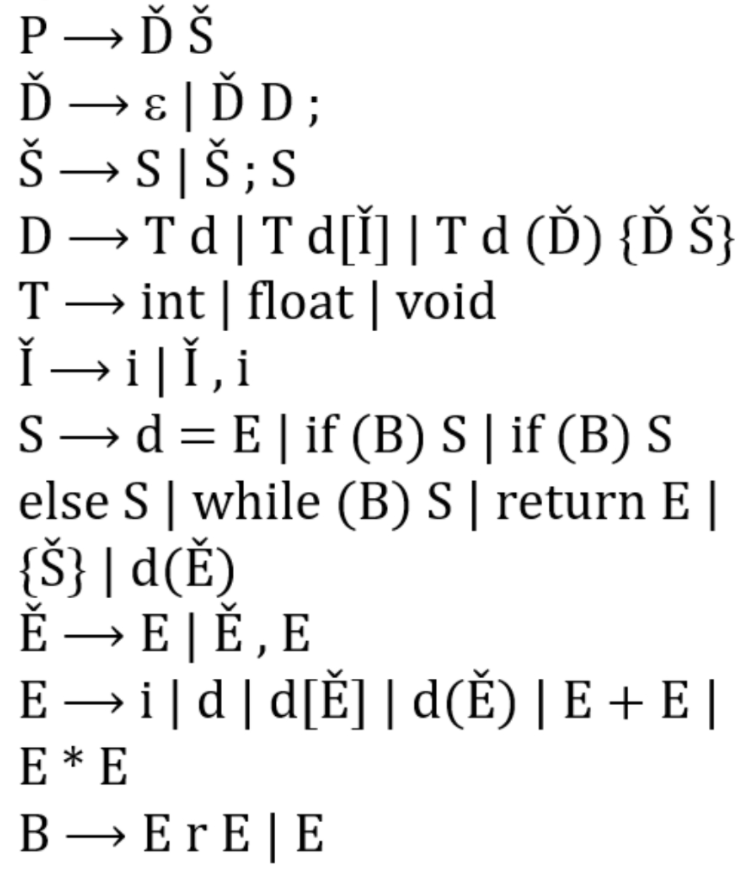 P ⟶ Ď Š
Ď ⟶ ε | Ď D ;
Š ⟶ S | Š ; S
D ⟶ T d | T d[Ǐ] | T d (Ď) {Ď Š}
T ⟶ int | float | void
Ǐ ⟶ i | Ǐ , i
S ⟶ d = E | if (B) S | if (B) S
else S | while (B) S | return E |
{Š} | d(Ě)
Ě ⟶ E | Ě , E
E ⟶ i | d | d[Ě] | d(Ě) | E + E |
E * E
B ⟶ E r E | E